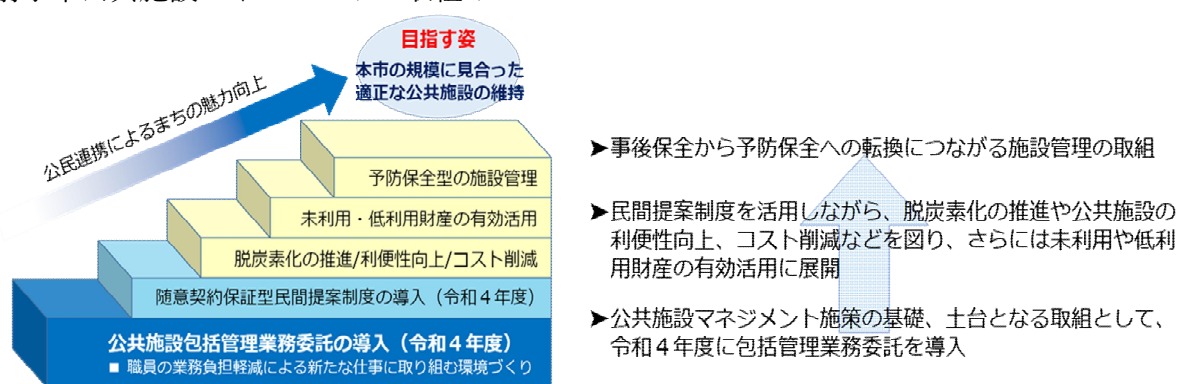 目指す姿
本市の規模に見合った
適正な公共施設の維持
公民連携によるまちの魅力向上
予防保全型の施設管理
未利用・低利用財産の有効活用
脱炭素化の推進/利便性向上/コスト削減
随意契約保証型民間提案制度の導入（令和４年度）
公共施設包括管理業務委託の導入（令和４年度）
■ 職員の業務負担軽減による新たな仕事に取り組む環境づくり
➤事後保全から予防保全への転換につながる施設管理の取組
➤民間提案制度を活用しながら、脱炭素化の推進や公共施設の
利便性向上、コスト削減などを図り、さらには未利用や低利
用財産の有効活用に展開
➤公共施設マネジメント施策の基礎、土台となる取組として、
令和４年度に包括管理業務委託を導入